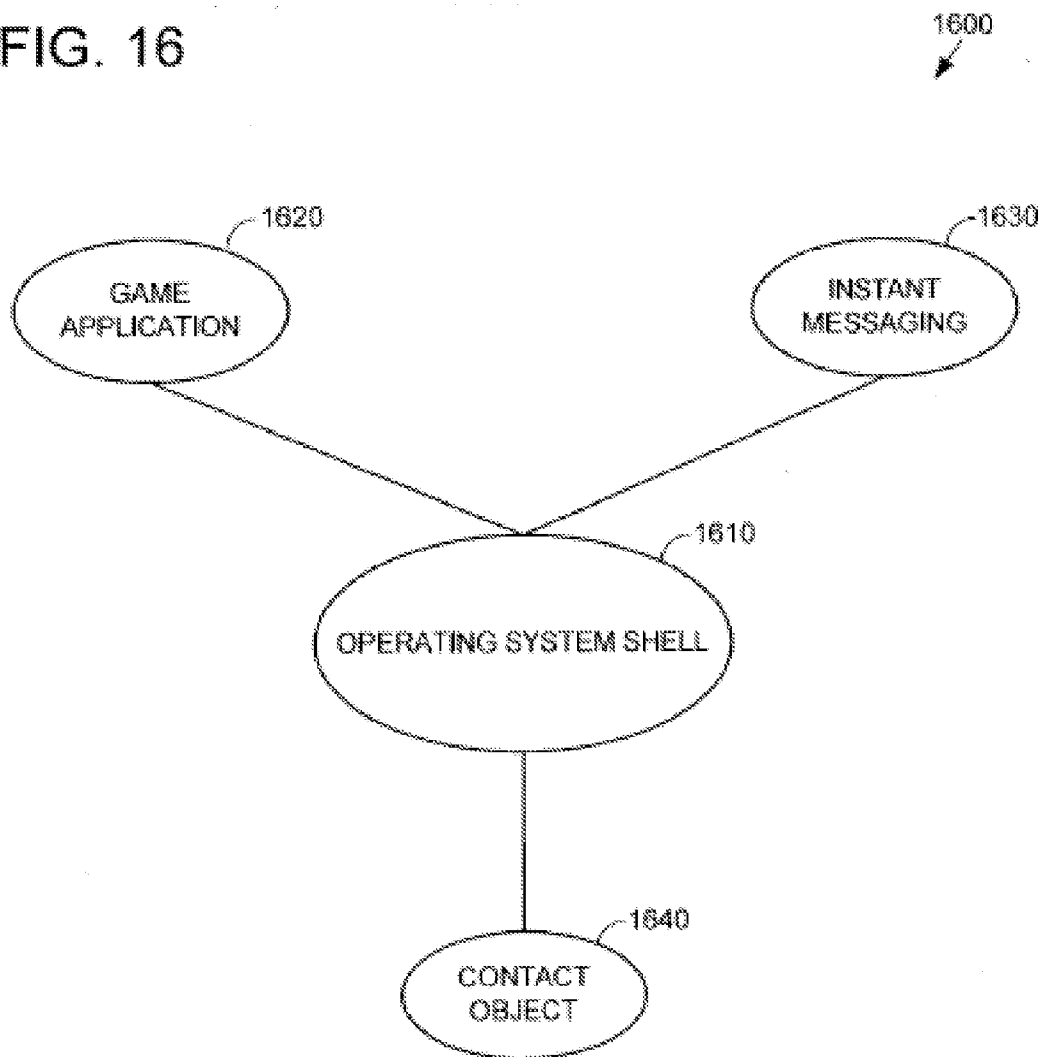 FIG. 16
1600
1620
GAME
APPLICATION
1630
INSTANT
MESSAGING
1610
OPERATING SYSTEM SHELL
1640
CONTACT
OBJECT